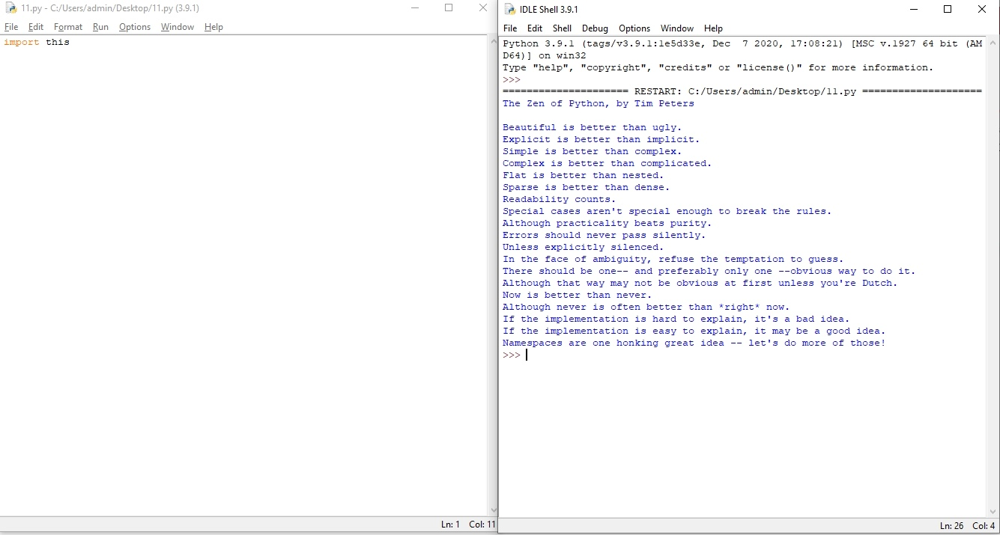 11.py - C:/Users/admin/Desktop/11.py (3.9.1)
File Edit Format Run Options Window Help
import this
Ln: 1 Col: 11
IDLE Shell 3.9.1
File Edit Shell Debug Options Window Help
Python 3.9.1 (tags/v3.9.1:1e5d33e, Dec  7 2020, 17:08:21) [MSC v.1927 64 bit (AM
D64)] on win32
Type "help", "copyright", "credits" or "license()" for more information.
>>>
===================== RESTART: C:/Users/admin/Desktop/11.py ====================
The Zen of Python, by Tim Peters

Beautiful is better than ugly.
Explicit is better than implicit.
Simple is better than complex.
Complex is better than complicated.
Flat is better than nested.
Sparse is better than dense.
Readability counts.
Special cases aren't special enough to break the rules.
Although practicality beats purity.
Errors should never pass silently.
Unless explicitly silenced.
In the face of ambiguity, refuse the temptation to guess.
There should be one-- and preferably only one --obvious way to do it.
Although that way may not be obvious at first unless you're Dutch.
Now is better than never.
Although never is often better than *right* now.
If the implementation is hard to explain, it's a bad idea.
If the implementation is easy to explain, it may be a good idea.
Namespaces are one honking great idea -- let's do more of those!
>>>
Ln: 26 Col: 4